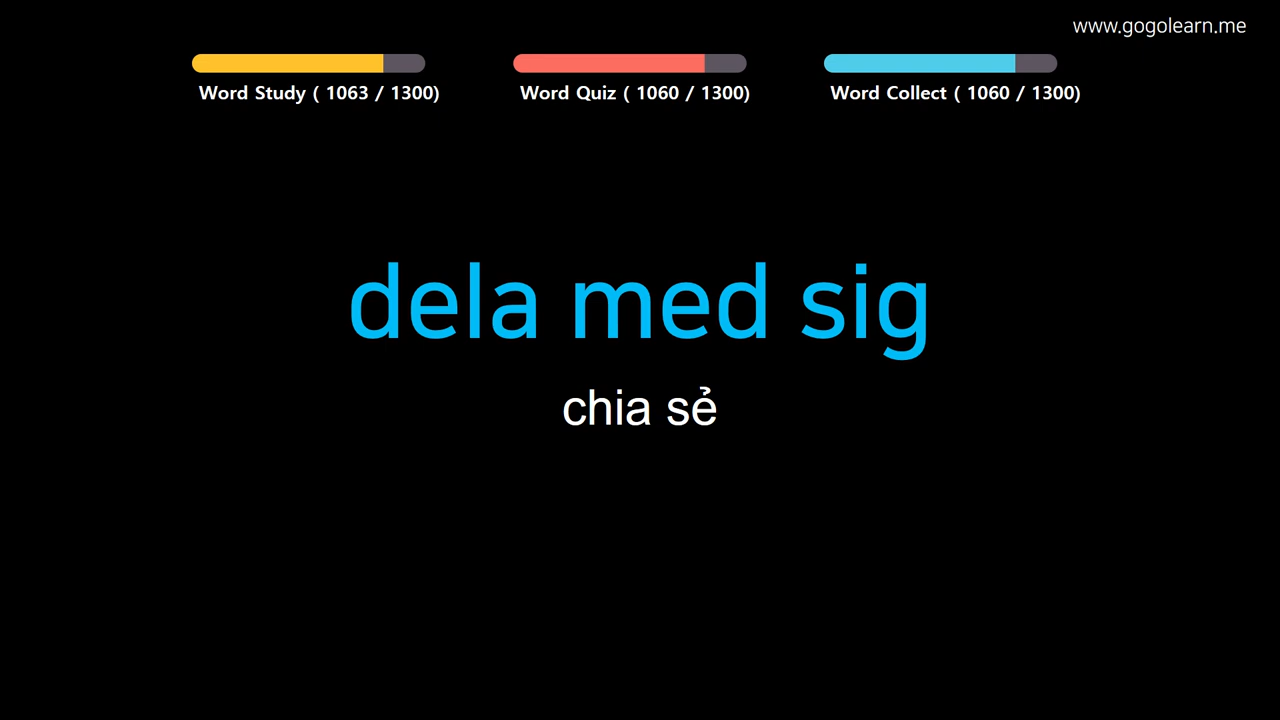 www.gogolearn.me
Word Study ( 1063 / 1300)
Word Quiz ( 1060 / 1300)
Word Collect ( 1060 / 1300)
dela med sig
chia sẻ